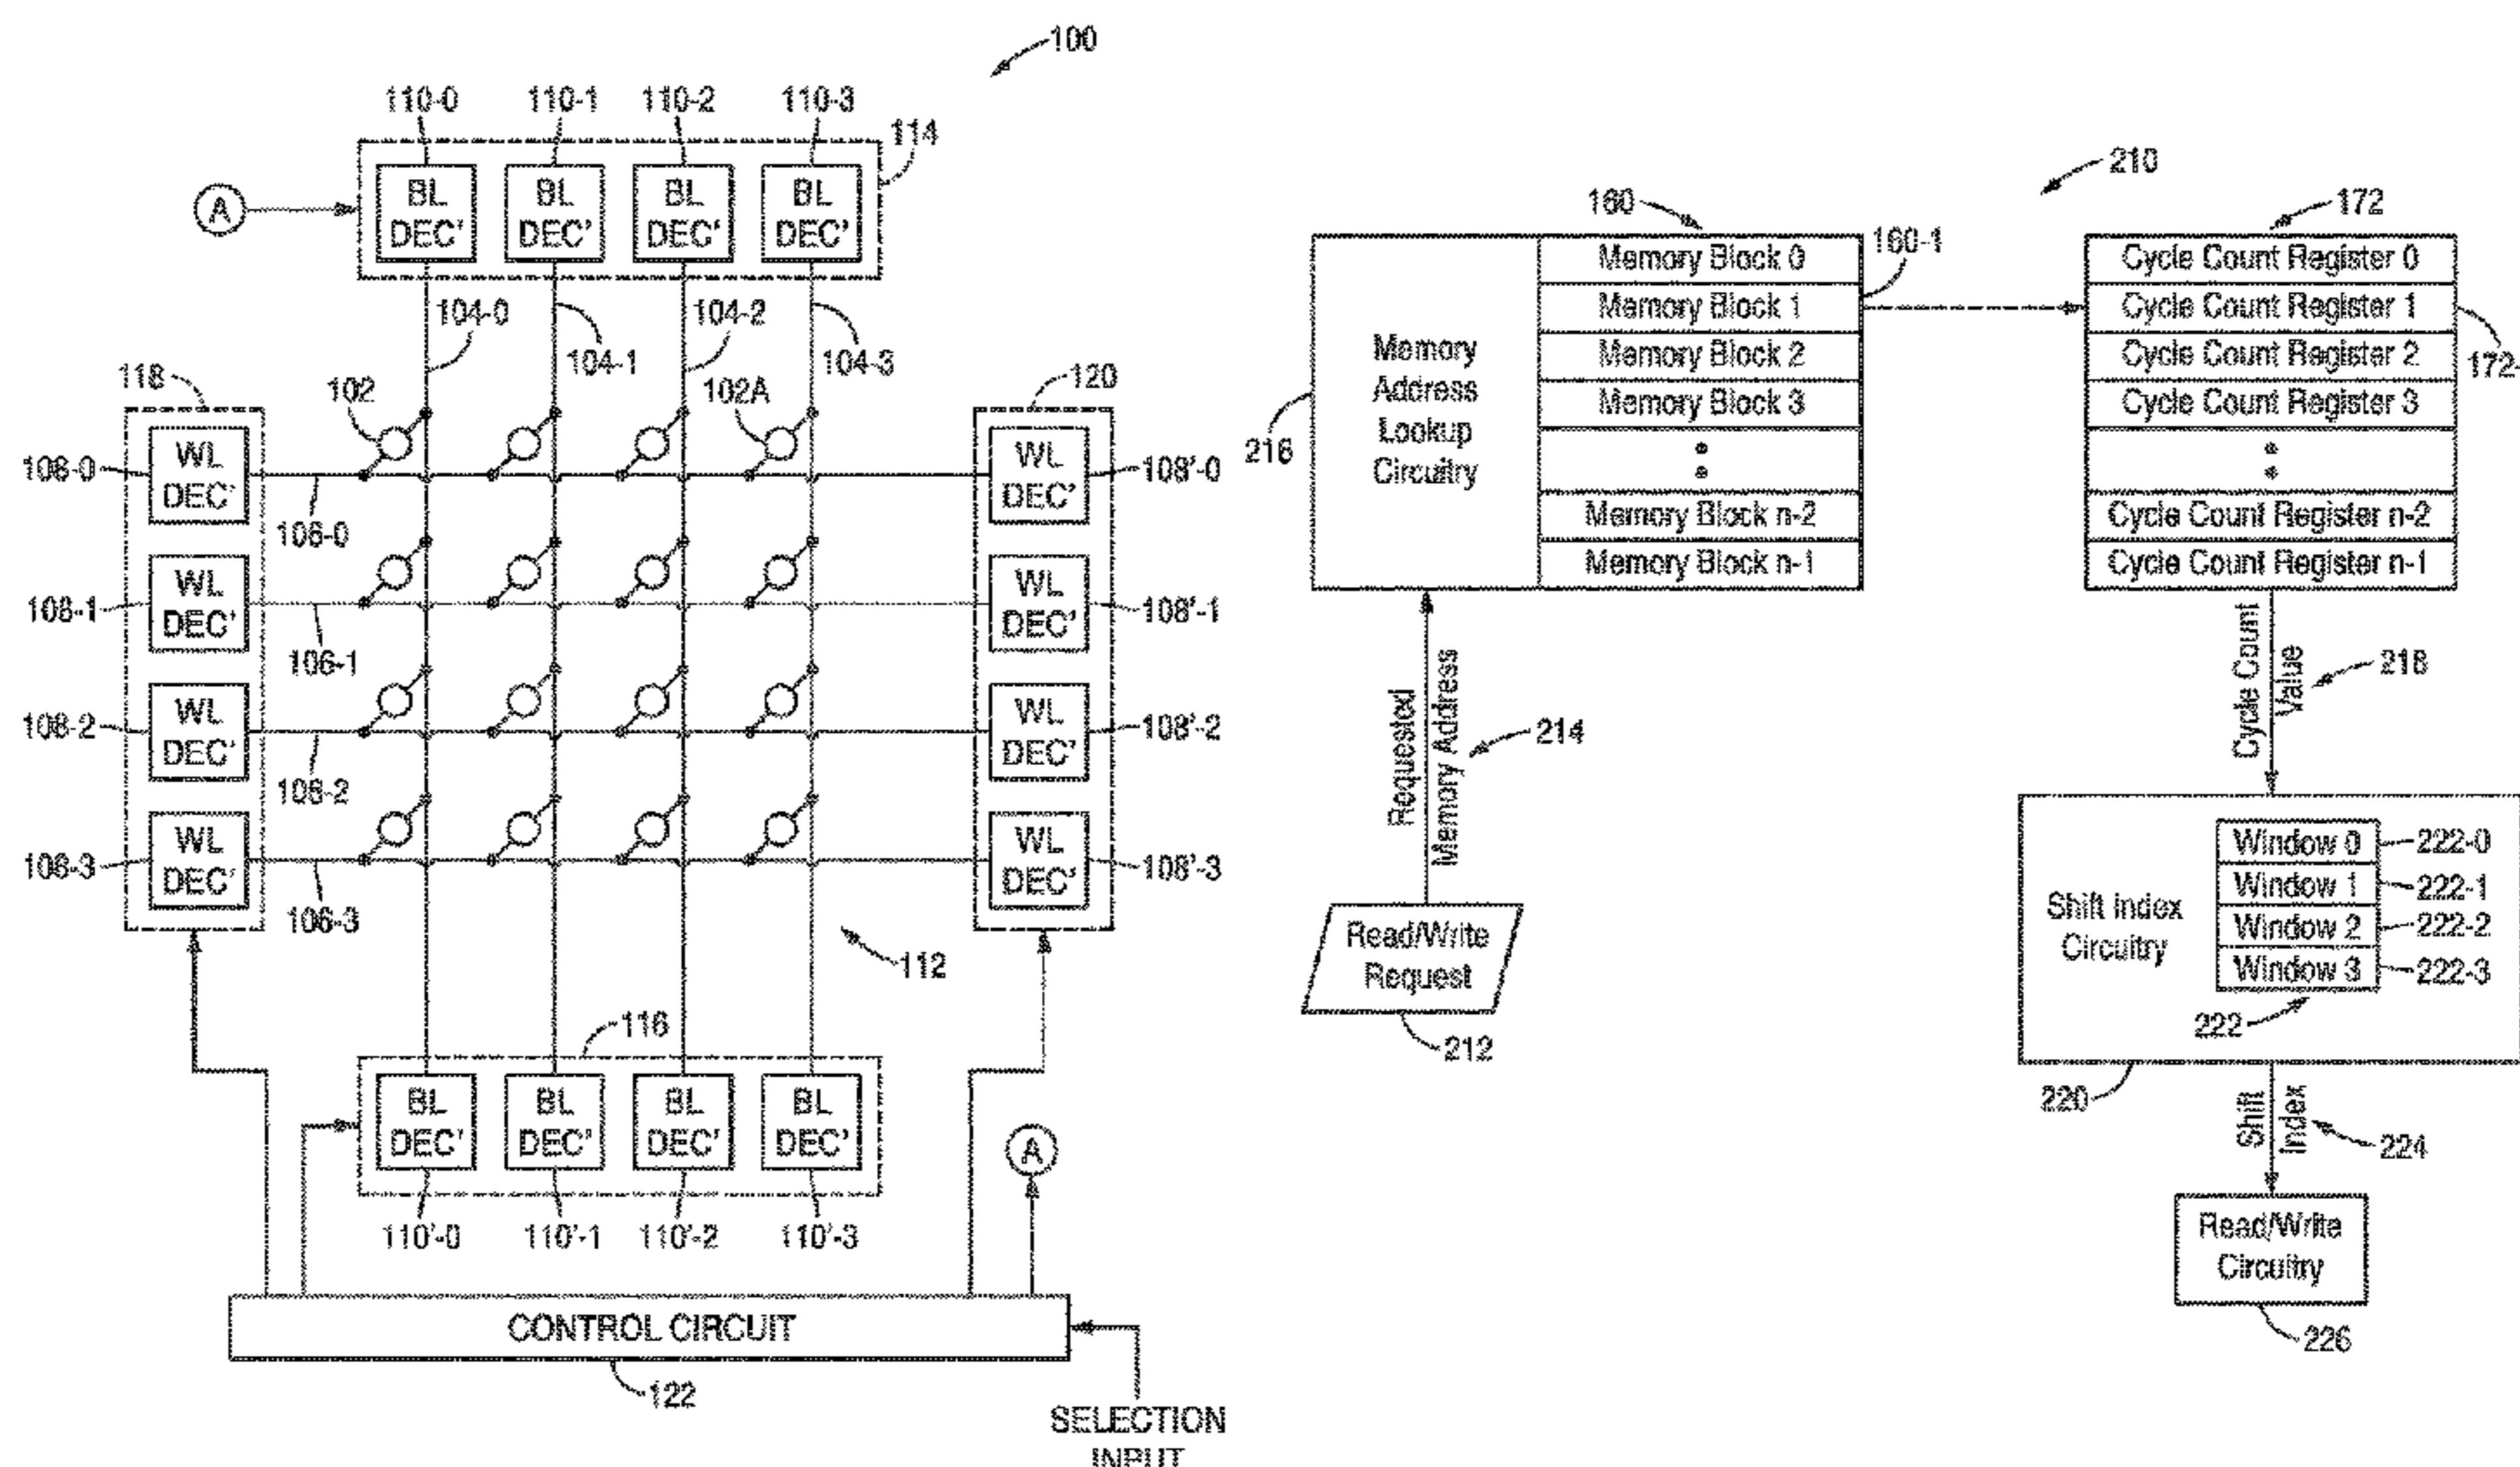 100
110-0
110-1
110-2
110-3
114
A
BL
DEC'
BL
DEC'
BL
DEC'
BL
DEC'
104-0
104-1
104-2
104-3
118
102
102A
120
108-0
WL
DEC'
WL
DEC'
108'-0
106-0
108-1
WL
DEC'
WL
DEC'
108'-1
106-1
108-2
WL
DEC'
WL
DEC'
108'-2
106-2
108-3
WL
DEC'
WL
DEC'
108'-3
106-3
112
116
BL
DEC'
BL
DEC'
BL
DEC'
BL
DEC'
A
110'-0
110'-1
110'-2
110'-3
CONTROL CIRCUIT
122
SELECTION
INPUT
210
160
172
160-1
Memory
Address
Lookup
Circuitry
216
Memory Block 0
Memory Block 1
Memory Block 2
Memory Block 3
Memory Block n-2
Memory Block n-1
Cycle Count Register 0
Cycle Count Register 1
172-
Cycle Count Register 2
Cycle Count Register 3
Cycle Count Register n-2
Cycle Count Register n-1
Requested
Memory Address
214
Read/Write
Request
212
Cycle Count
Value
218
Shift Index
Circuitry
Window 0
222-0
Window 1
222-1
Window 2
222-2
Window 3
222-3
222
220
Shift
Index
224
Read/Write
Circuitry
226